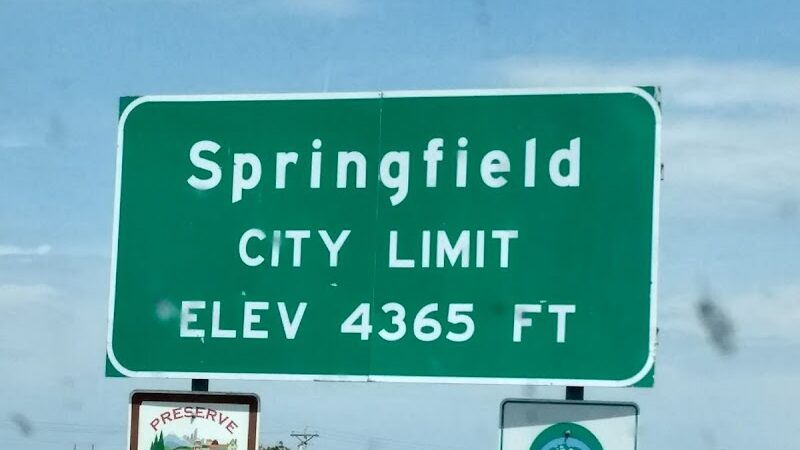 Springfield
CITY LIMIT
ELEV 4365 FT
PRESERVE